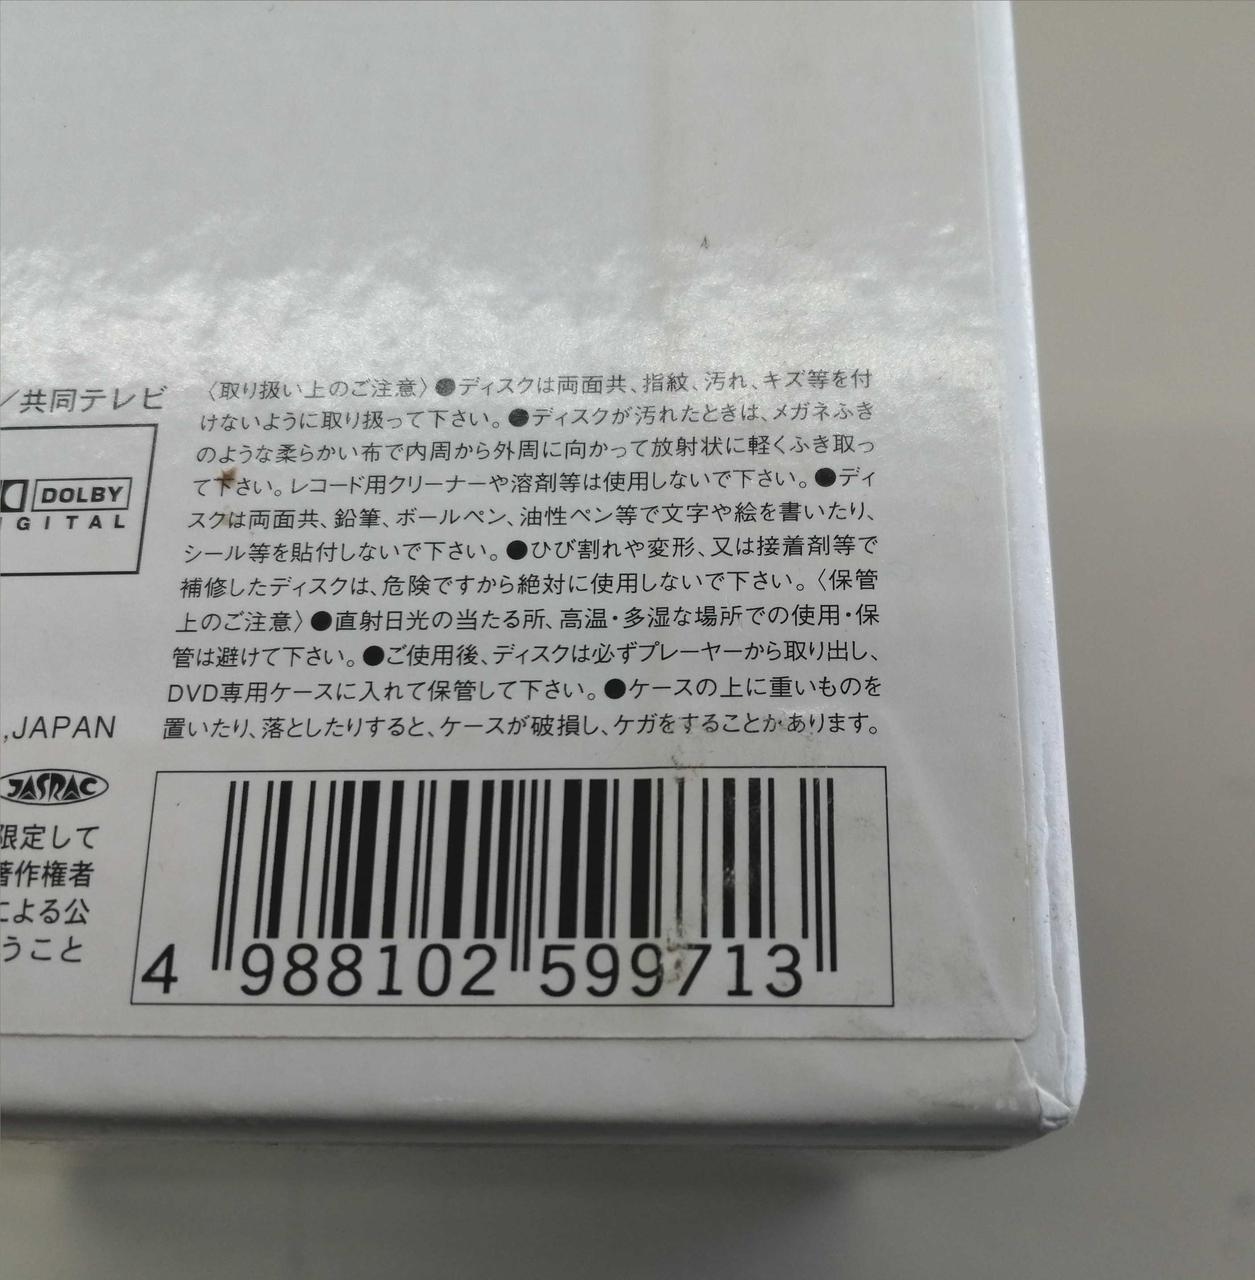 ／共同テレビ
DOLBY
DIGITAL
,JAPAN
JASRAC
限定して
著作権者
による公
うこと
〈取り扱い上のご注意〉●ディスクは両面共、指紋、汚れ、キズ等を付
けないように取り扱って下さい。●ディスクが汚れたときは、メガネふき
のような柔らかい布で内周から外周に向かって放射状に軽くふき取っ
て下さい。レコード用クリーナーや溶剤等は使用しないで下さい。●ディ
スクは両面共、鉛筆、ボールペン、油性ペン等で文字や絵を書いたり、
シール等を貼付しないで下さい。●ひび割れや変形、又は接着剤等で
補修したディスクは、危険ですから絶対に使用しないで下さい。〈保管
上のご注意〉●直射日光の当たる所、高温・多湿な場所での使用・保
管は避けて下さい。●ご使用後、ディスクは必ずプレーヤーから取り出し、
DVD専用ケースに入れて保管して下さい。●ケースの上に重いものを
置いたり、落としたりすると、ケースが破損し、ケガをすることがあります。
4 988102 599713